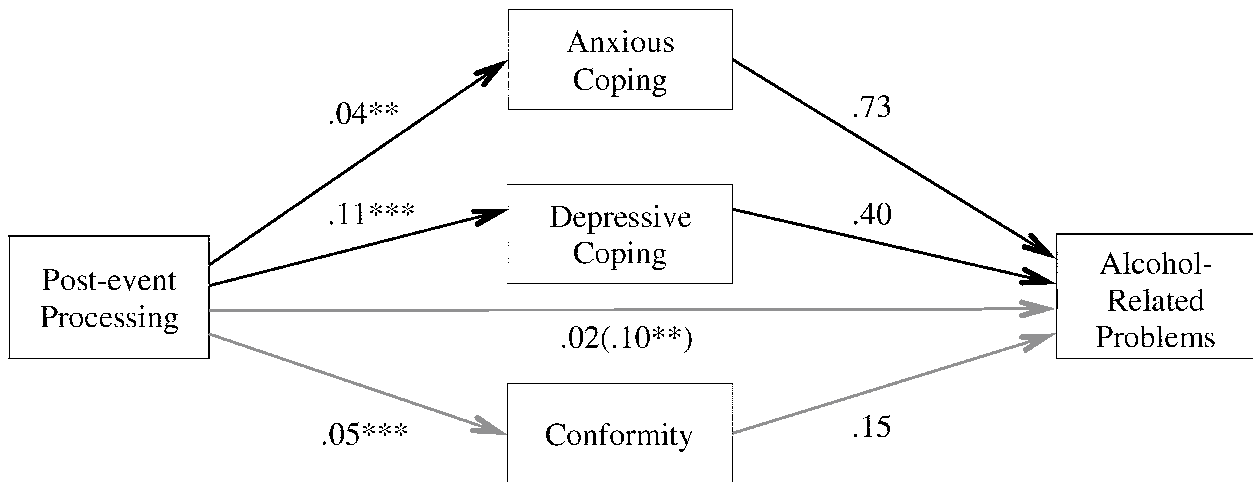 Anxious
Coping
.04**
.73
.11***
Depressive
Coping
.40
Post-event
Processing
Alcohol-
Related
Problems
.02(.10**)
.05***
Conformity
.15